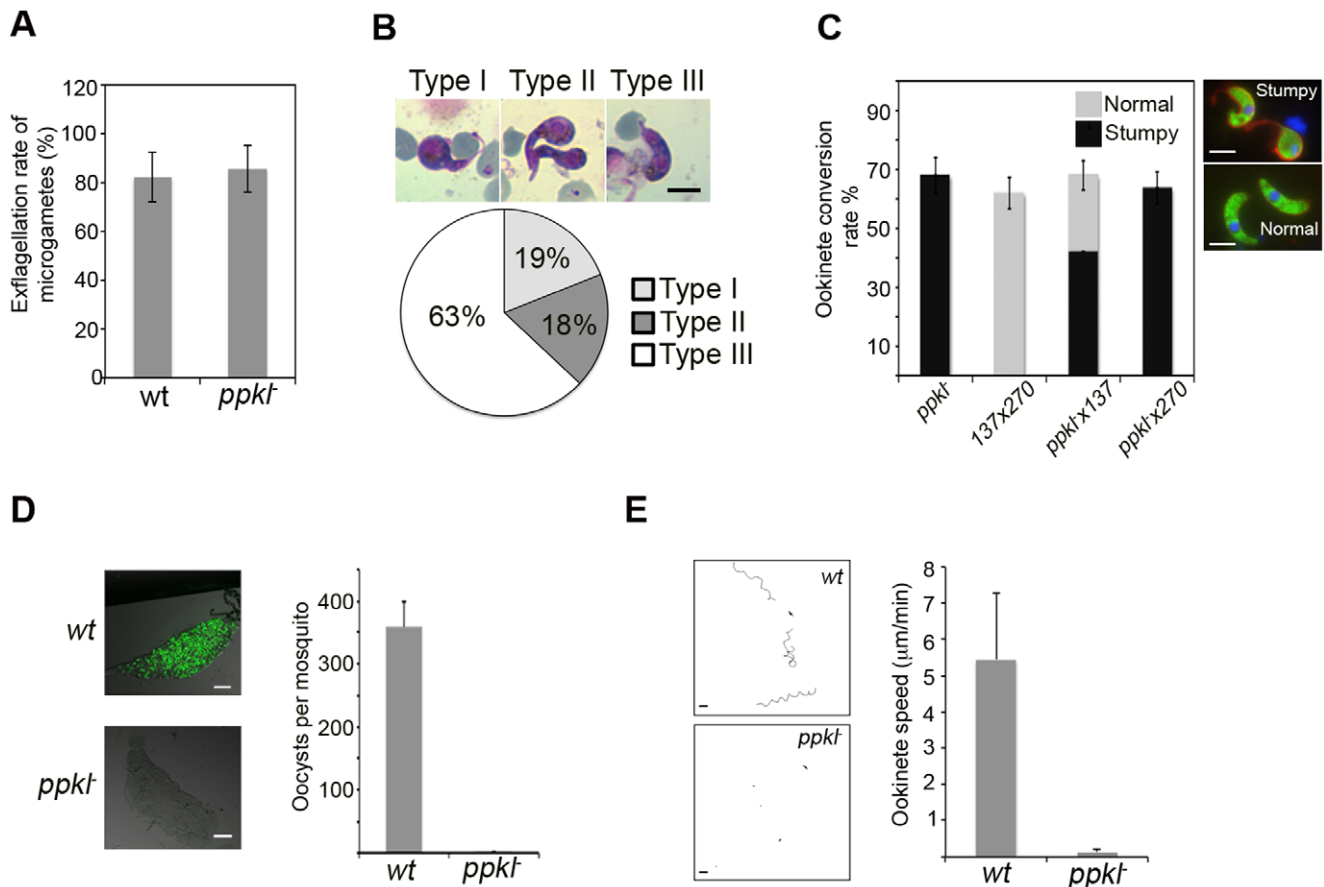 A
Exflagellation rate of
microgametes (%)
120
100
80
60
40
20
0
wt
ppkl-
B
Type I
Type II
Type III
19%
18%
63%
Type I
Type II
Type III
C
Ookinete conversion
rate %
90
70
50
30
10
Normal
Stumpy
ppkl-
137x270
ppkl-x137
ppkl-x270
Stumpy
Normal
D
wt
ppkl-
Oocysts per mosquito
400
300
200
100
wt
ppkl-
E
wt
ppkl-
Ookinete speed (μm/min)
8
7
6
5
4
3
2
1
wt
ppkl-